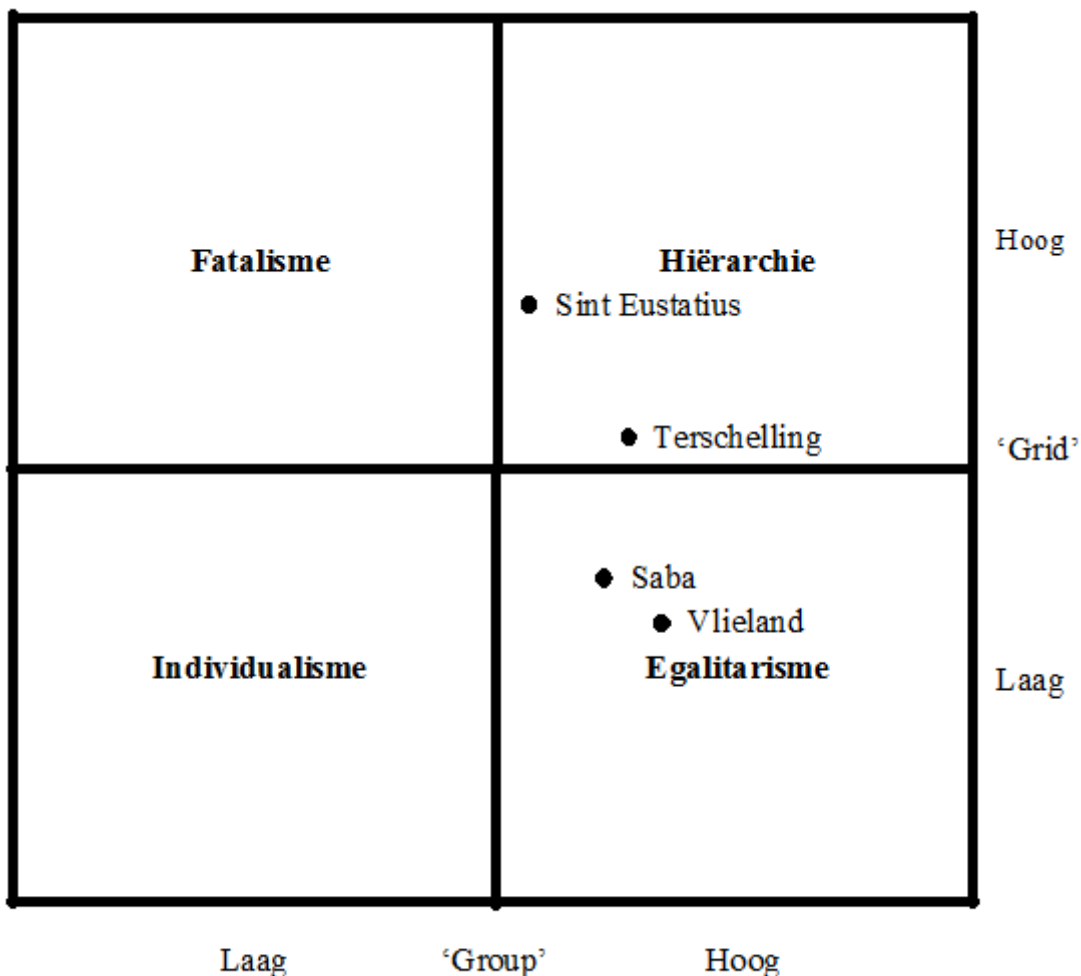 Hoog
Fatalisme
Hiërarchie
Sint Eustatius
Terschelling
‘Grid’
Saba
Vlieland
Individualisme
Egalitarisme
Laag
Laag
‘Group’
Hoog